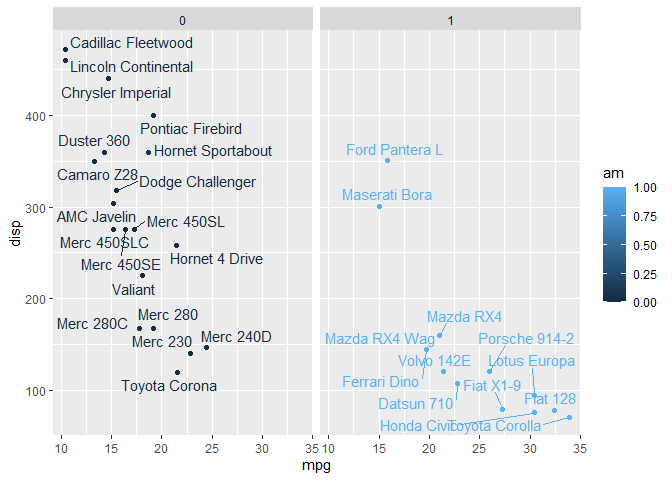 0
1
Cadillac Fleetwood
Lincoln Continental
Chrysler Imperial
Pontiac Firebird
Duster 360
Hornet Sportabout
Camaro Z28
Dodge Challenger
AMC Javelin
Merc 450SL
Merc 450SLC
Merc 450SE
Hornet 4 Drive
Valiant
Merc 280
Merc 280C
Merc 230
Merc 240D
Toyota Corona
Ford Pantera L
Maserati Bora
Mazda RX4
Mazda RX4 Wag
Porsche 914-2
Volvo 142E
Lotus Europa
Ferrari Dino
Fiat X1-9
Datsun 710
Fiat 128
Honda Civic
Toyota Corolla
400
300
200
100
disp
10
15
20
25
30
35
10
15
20
25
30
35
mpg
am
1.00
0.75
0.50
0.25
0.00